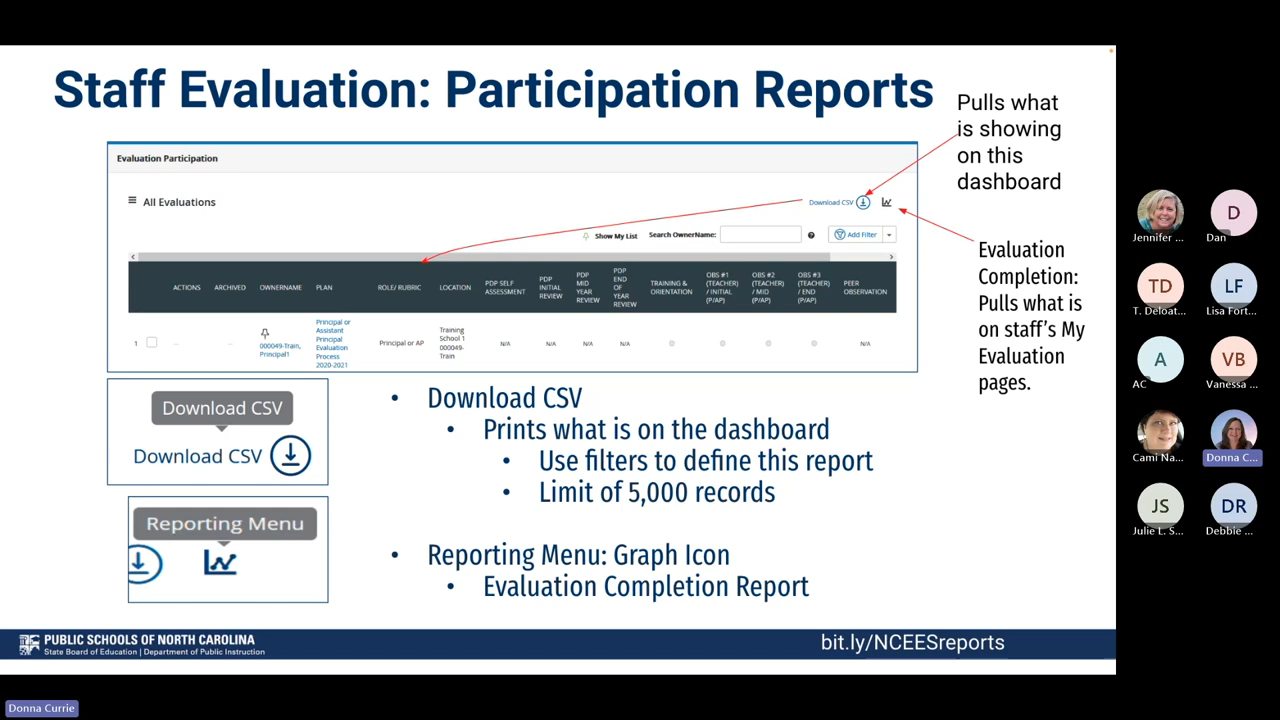 Staff Evaluation: Participation Reports
Pulls what
is showing
on this
dashboard
Evaluation Participation
All Evaluations
Download CSV
Show My List
Search OwnerName:
?
Add Filter
ACTIONS
ARCHIVED
OWNERNAME
PLAN
ROLE/ RUBRIC
LOCATION
PDP SELF
ASSESSMENT
PDP
INITIAL
REVIEW
PDP
MID
YEAR
REVIEW
PDP
END
OF
YEAR
REVIEW
TRAINING &
ORIENTATION
OBS #1
(TEACHER)
/ INITIAL
(P/AP)
OBS #2
(TEACHER)
/ MID
(P/AP)
OBS #3
(TEACHER)
/ END
(P/AP)
PEER
OBSERVATION
1
000049-Train,
Principal1
Principal or
Assistant
Principal
Evaluation
Process
2020-2021
Principal or AP
Training
School 1
000049-
Train
N/A
N/A
N/A
N/A
N/A
Evaluation
Completion:
Pulls what is
on staff's My
Evaluation
pages.
Download CSV
Download CSV
Reporting Menu
• Download CSV
• Prints what is on the dashboard
• Use filters to define this report
• Limit of 5,000 records
• Reporting Menu: Graph Icon
• Evaluation Completion Report
PUBLIC SCHOOLS OF NORTH CAROLINA
State Board of Education | Department of Public Instruction
bit.ly/NCEESreports
Jennifer ...
D
Dan
TD
T. Deloat...
LF
Lisa Fort...
A
AC
VB
Vanessa ...
Cami Na...
Donna C...
JS
Julie L. S...
DR
Debbie ...
Donna Currie